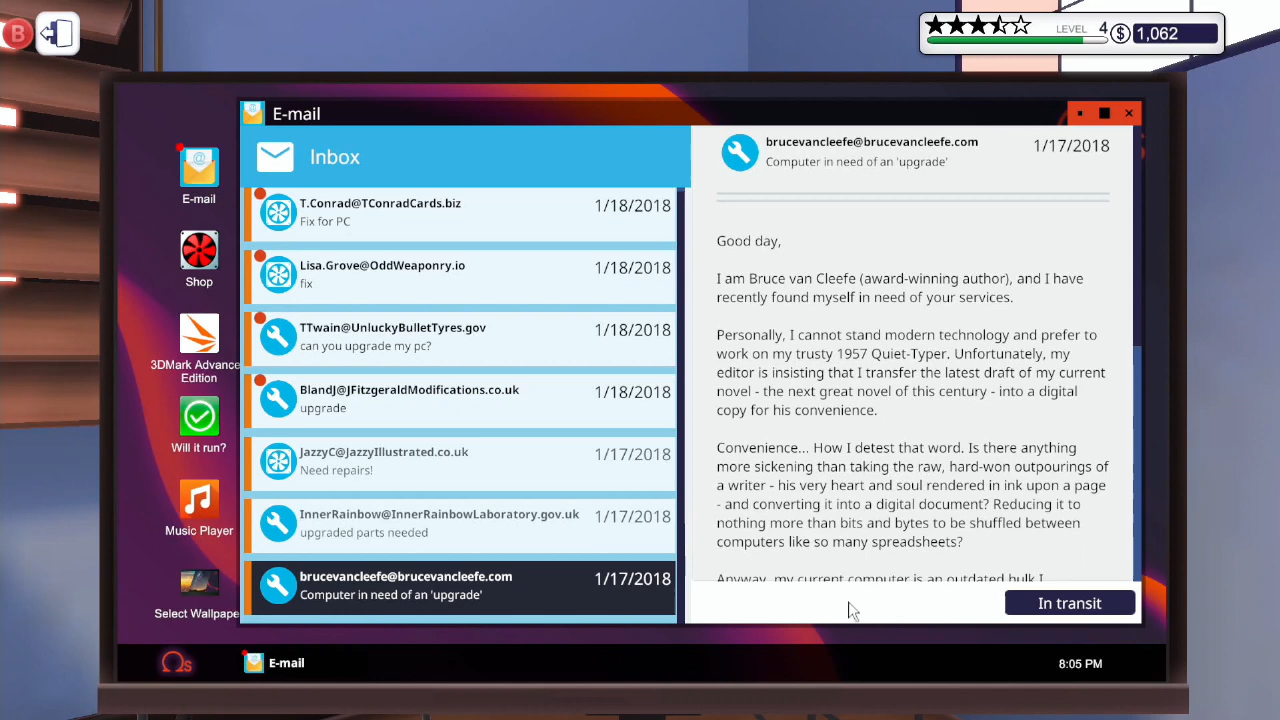 B
LEVEL 4
$ 1,062
E-mail
Inbox
T.Conrad@TConradCards.biz 1/18/2018
Fix for PC
Lisa.Grove@OddWeaponry.io 1/18/2018
fix
TTwain@UnluckyBulletTyres.gov 1/18/2018
can you upgrade my pc?
BlandJ@JFitzgeraldModifications.co.uk 1/18/2018
upgrade
JazzyC@JazzyIllustrated.co.uk 1/17/2018
Need repairs!
InnerRainbow@InnerRainbowLaboratory.gov.uk 1/17/2018
upgraded parts needed
brucevancleefe@brucevancleefe.com 1/17/2018
Computer in need of an 'upgrade'
brucevancleefe@brucevancleefe.com 1/17/2018
Computer in need of an 'upgrade'
Good day,
I am Bruce van Cleefe (award-winning author), and I have
recently found myself in need of your services.
Personally, I cannot stand modern technology and prefer to
work on my trusty 1957 Quiet-Typer. Unfortunately, my
editor is insisting that I transfer the latest draft of my current
novel - the next great novel of this century - into a digital
copy for his convenience.
Convenience... How I detest that word. Is there anything
more sickening than taking the raw, hard-won outpourings of
a writer - his very heart and soul rendered in ink upon a page
- and converting it into a digital document? Reducing it to
nothing more than bits and bytes to be shuffled between
computers like so many spreadsheets?
Anyway, my current computer is an outdated hulk I
In transit
E-mail
Shop
3DMark Advance
Edition
Will it run?
Music Player
Select Wallpape
Ωs
E-mail
8:05 PM